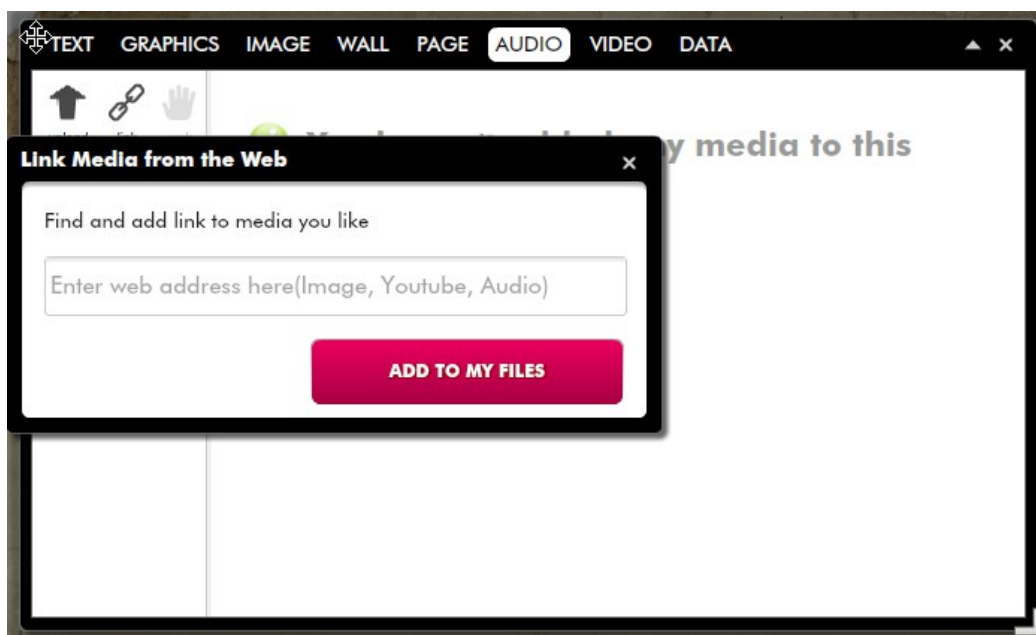 TEXT GRAPHICS IMAGE WALL PAGE AUDIO VIDEO DATA
y media to this
Link Media from the Web
Find and add link to media you like
Enter web address here(Image, Youtube, Audio)
ADD TO MY FILES